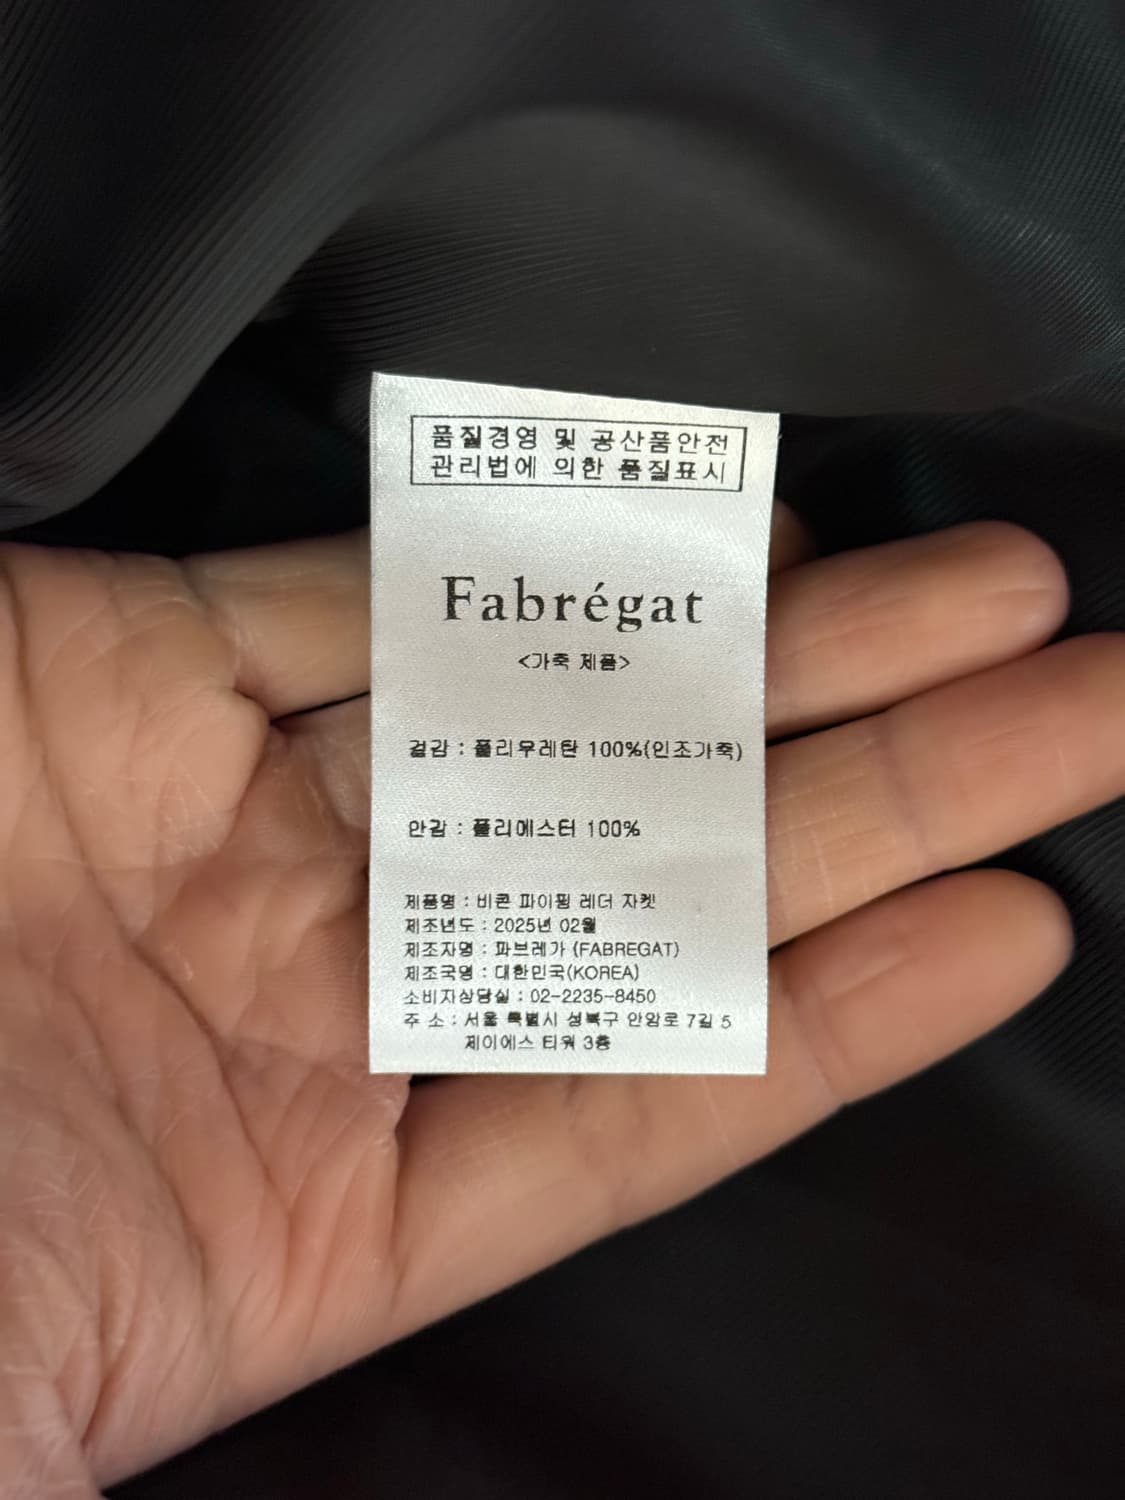 품질경영 및 공산품안전
관리법에 의한 품질표시
Fabrégat
<가죽 제품>
겉감 : 폴리우레탄 100%(인조가죽)
안감 : 폴리에스터 100%
제품명 : 비콘 파이핑 레더 자켓
제조년도 : 2025년 02월
제조자명 : 파브레가 (FABREGAT)
제조국명 : 대한민국(KOREA)
소비자상담실 : 02-2235-8450
주 소 : 서울 특별시 성북구 안암로 7길 5
제이에스 티워 3층